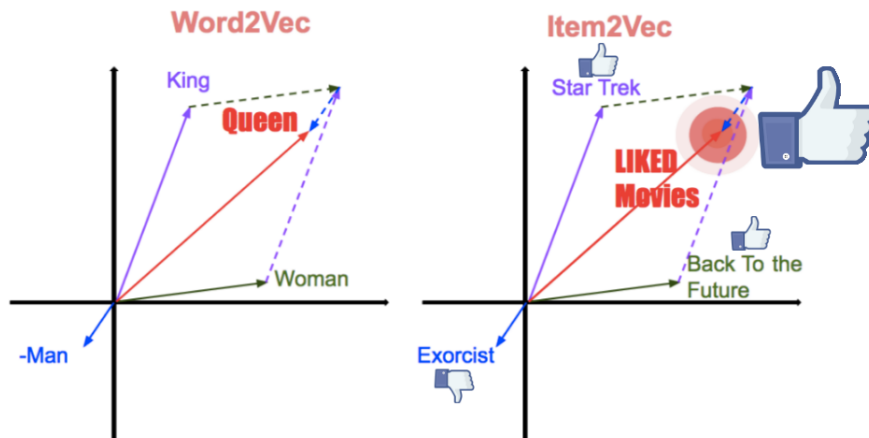 Word2Vec
King
Queen
Woman
-Man
Item2Vec
Star Trek
LIKED
Movies
Back To the
Future
Exorcist